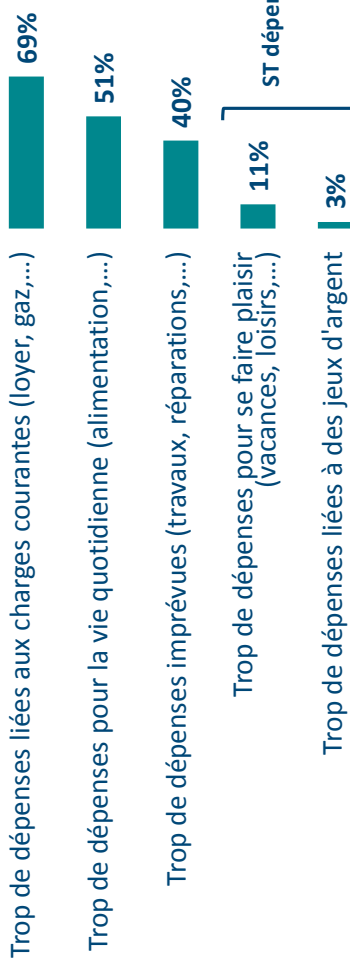 Trop de dépenses liées aux charges courantes (loyer, gaz,...)
69%
Trop de dépenses pour la vie quotidienne (alimentation,...)
51%
Trop de dépenses imprévues (travaux, réparations,...)
40%
Trop de dépenses pour se faire plaisir
(vacances, loisirs,...)
11%
Trop de dépenses liées à des jeux d'argent
3%
ST